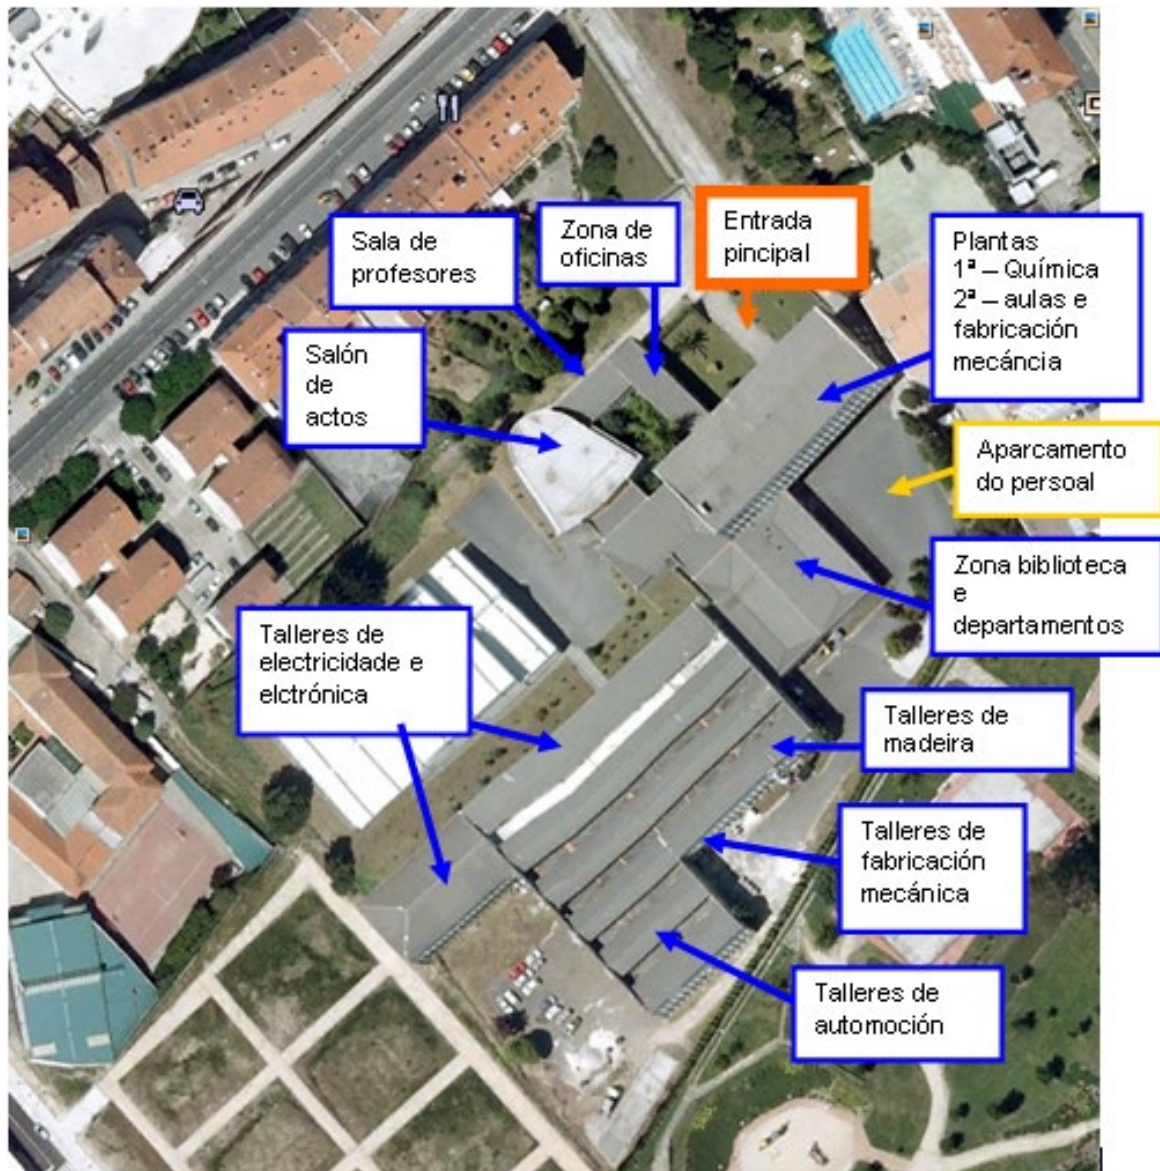 Entrada
pincipal
Zona de
oficinas
Sala de
profesores
Plantas
1ª – Química
2ª – aulas e
fabricación
mecáncia
Salón
de
actos
Aparcamento
do persoal
Zona biblioteca
e
departamentos
Talleres de
electricidade e
elctrónica
Talleres de
madeira
Talleres de
fabricación
mecánica
Talleres de
automoción